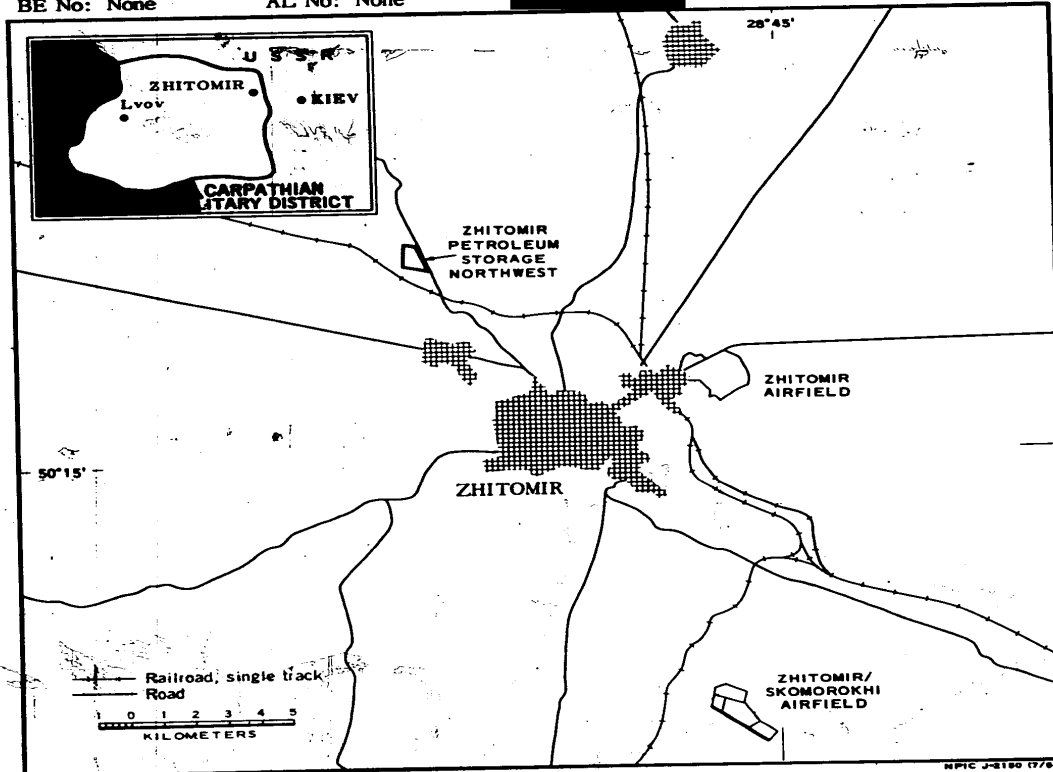 BE No: None AL No: None
28°45'
U S S R
ZHITOMIR
Lvov
KIEV
CARPATHIAN
ITARY DISTRICT
ZHITOMIR
PETROLEUM
STORAGE
NORTHWEST
ZHITOMIR
AIRFIELD
50°15'
ZHITOMIR
Railroad, single track
Road
1 0 1 2 3 4 5
KILOMETERS
ZHITOMIR/
SKOMOROKHI
AIRFIELD
NPIC J-2180 (7/6